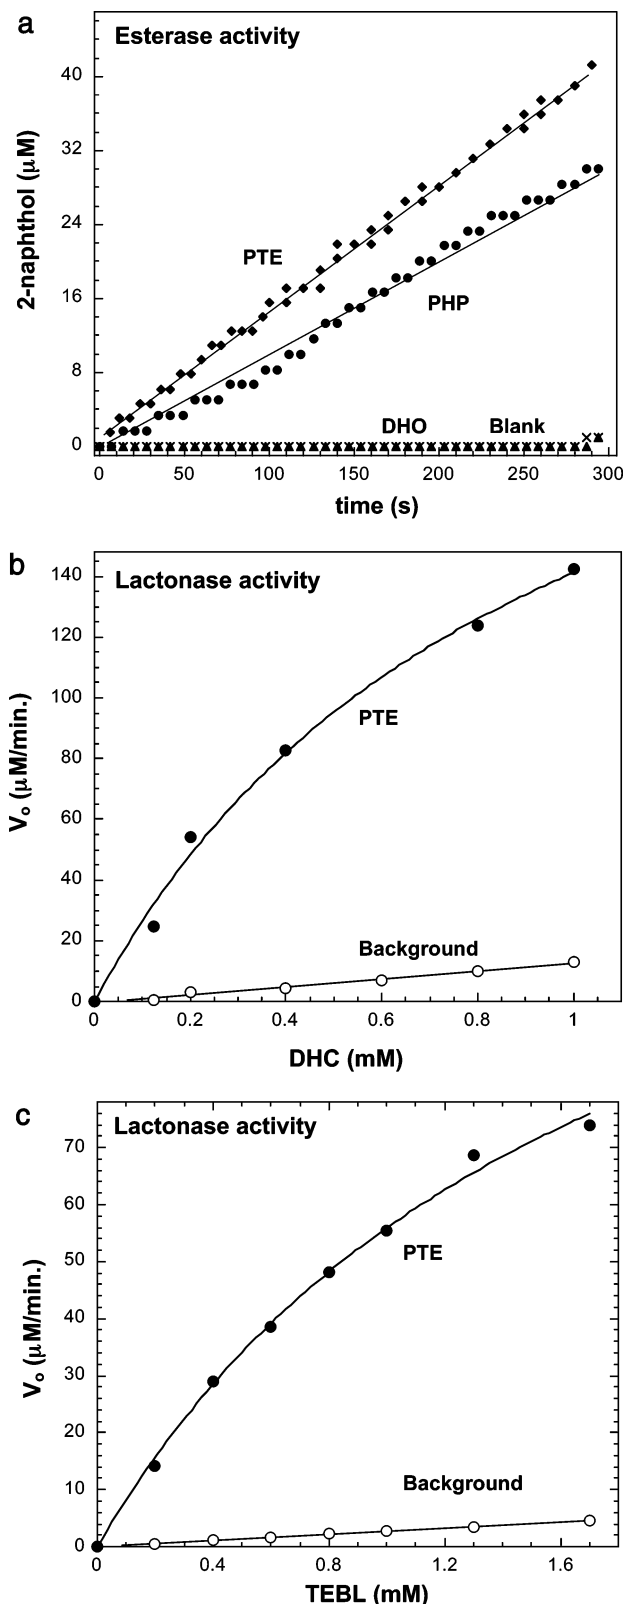 a
Esterase activity
2-naphthol (μM)
40
32
24
16
8
0
PTE
PHP
DHO Blank
0 50 100 150 200 250 300
time (s)
b
Lactonase activity
Vo (μM/min.)
140
120
100
80
60
40
20
0
PTE
Background
0 0.2 0.4 0.6 0.8 1
DHC (mM)
c
Lactonase activity
Vo (μM/min.)
70
60
50
40
30
20
10
0
PTE
Background
0 0.4 0.8 1.2 1.6
TEBL (mM)